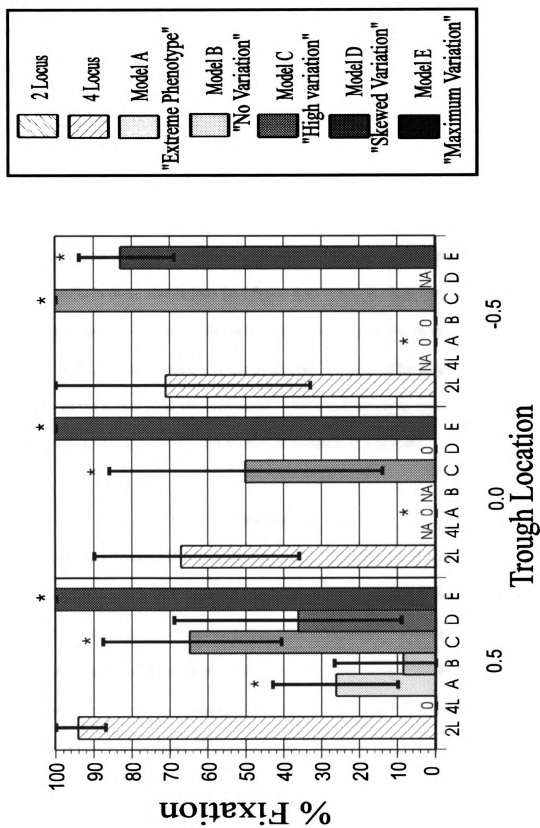 2 Locus
4 Locus
Model A
"Extreme Phenotype"
Model B
"No Variation"
Model C
"High variation"
Model D
"Skewed Variation"
Model E
"Maximum Variation"
% Fixation
100
90
80
70
60
50
40
30
20
10
0
* * * *
* * *
* *
0 NA 0 NA 0 NA 0 0 NA
2L 4L A B C D E 2L 4L A B C D E 2L 4L A B C D E
0.5 0.0 -0.5
Trough Location